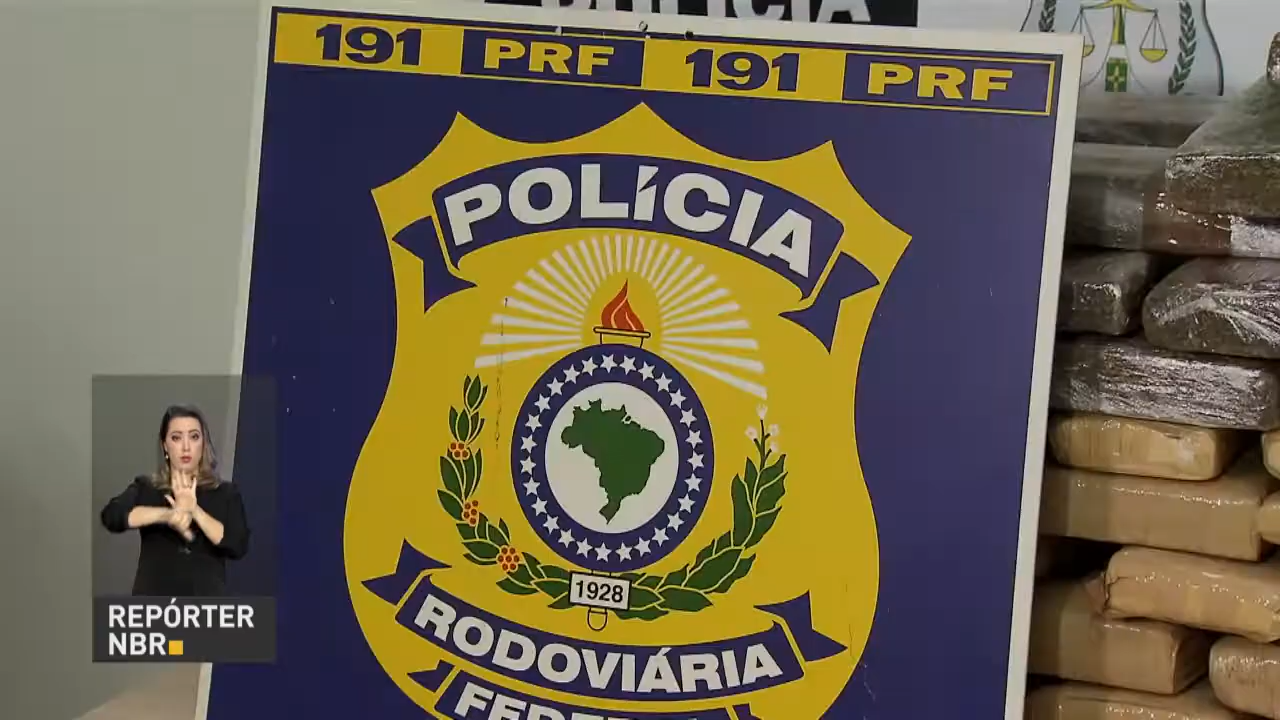 191 PRF 191 PRF
POLÍCIA
1928
RODOVIÁRIA
REPÓRTER
NBR